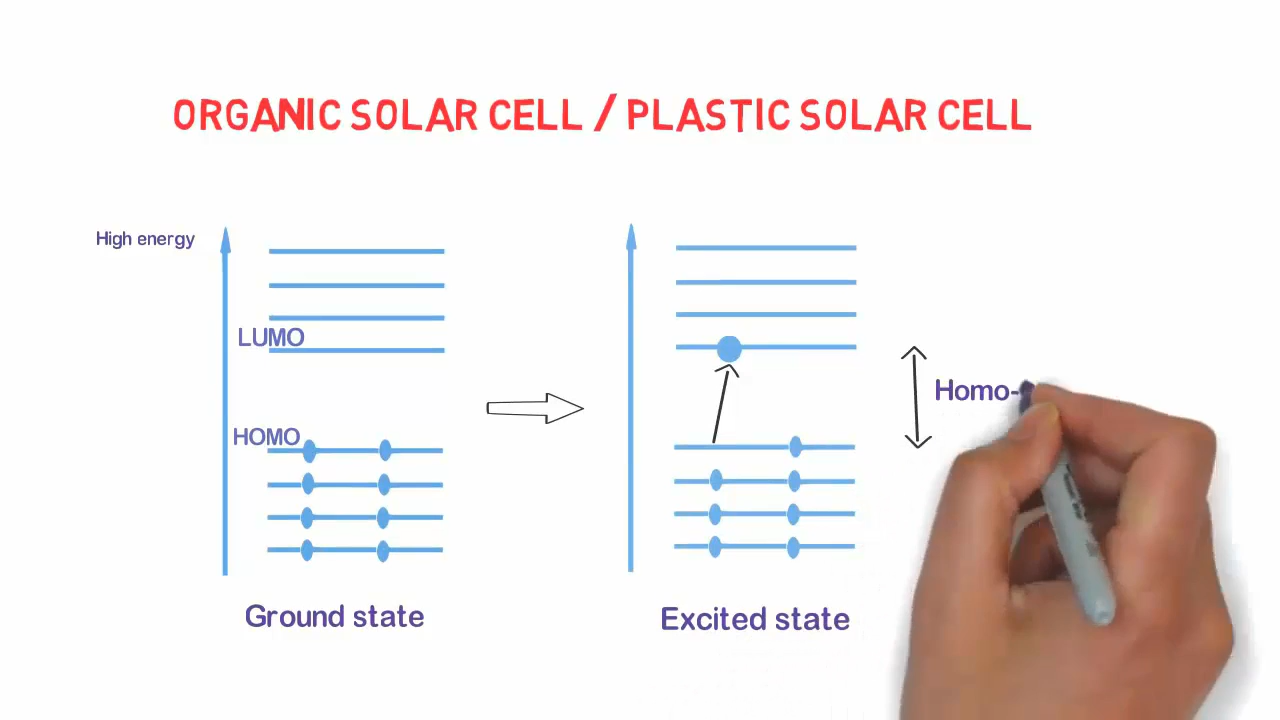 ORGANIC SOLAR CELL / PLASTIC SOLAR CELL
High energy
LUMO
HOMO
Homo-
Ground state
Excited state